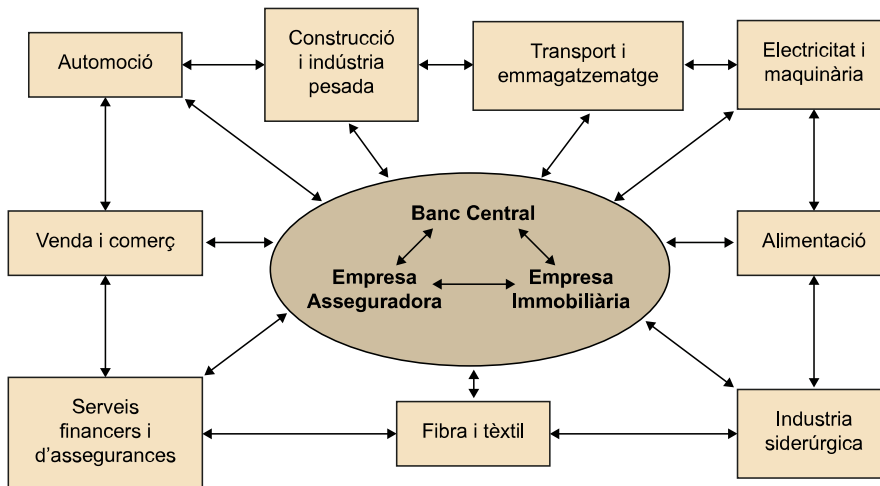 Automoció
Construcció
i indústria
pesada
Transport i
emmagatzematge
Electricitat i
maquinària
Venda i comerç
Banc Central
Empresa
Asseguradora
Empresa
Immobiliària
Alimentació
Serveis
financers i
d'assegurances
Fibra i tèxtil
Industria
siderúrgica